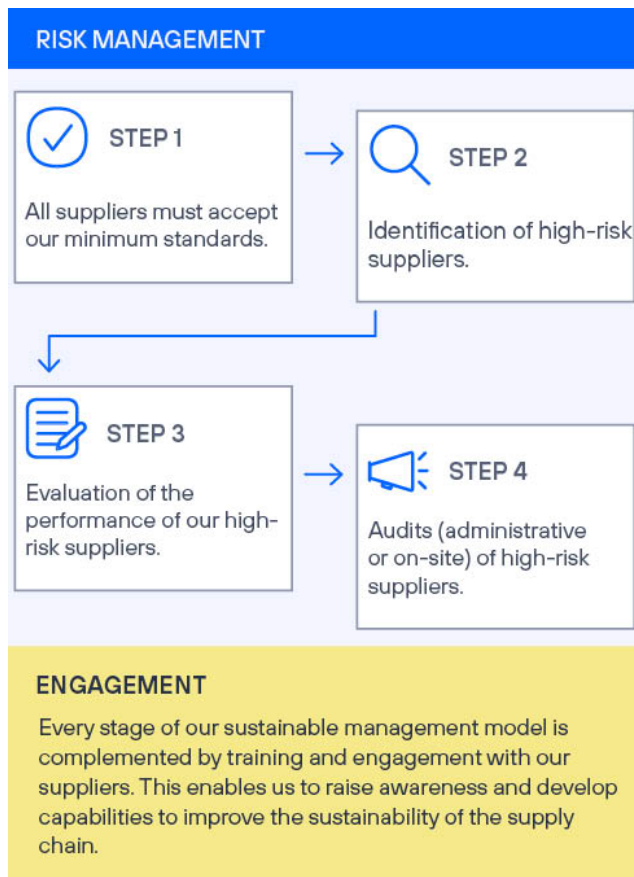 RISK MANAGEMENT
STEP 1
All suppliers must accept
our minimum standards.
STEP 2
Identification of high-risk
suppliers.
STEP 3
Evaluation of the
performance of our high-
risk suppliers.
STEP 4
Audits (administrative
or on-site) of high-risk
suppliers.
ENGAGEMENT
Every stage of our sustainable management model is
complemented by training and engagement with our
suppliers. This enables us to raise awareness and develop
capabilities to improve the sustainability of the supply
chain.